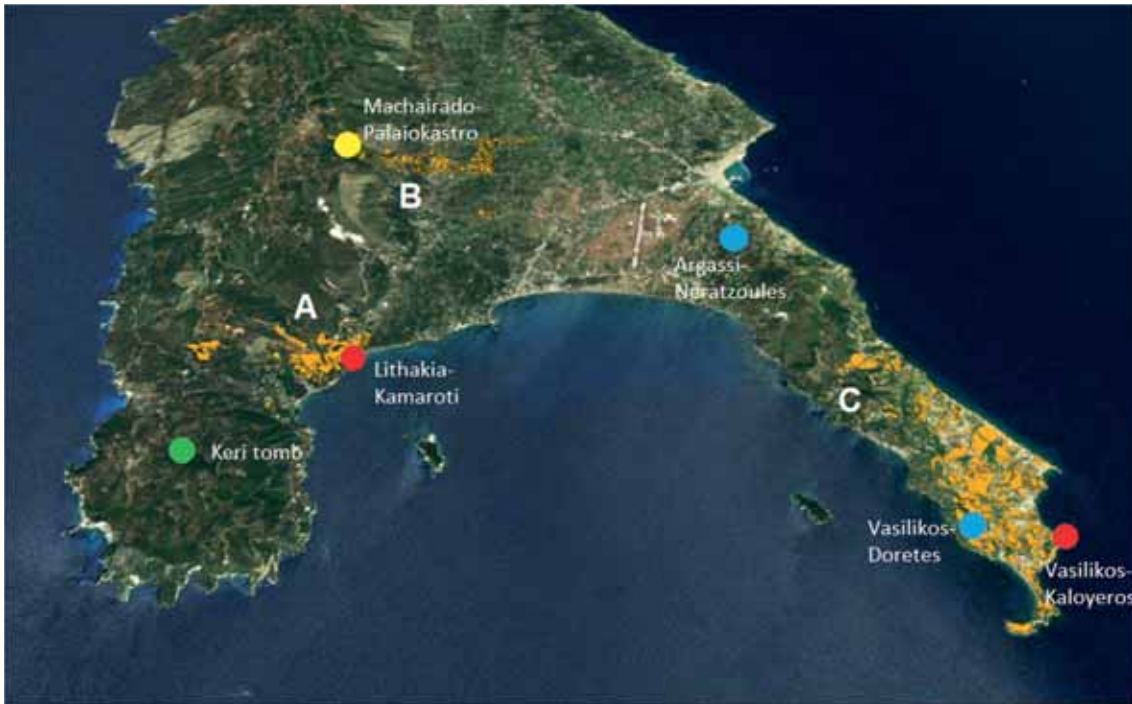 Machairado-
Palaiokastro
B
Argassi-
Neratzoules
A
Lithakia-
Kamaroti
C
Keri tomb
Vasilikos-
Doretes
Vasilikos-
Kaloyeros